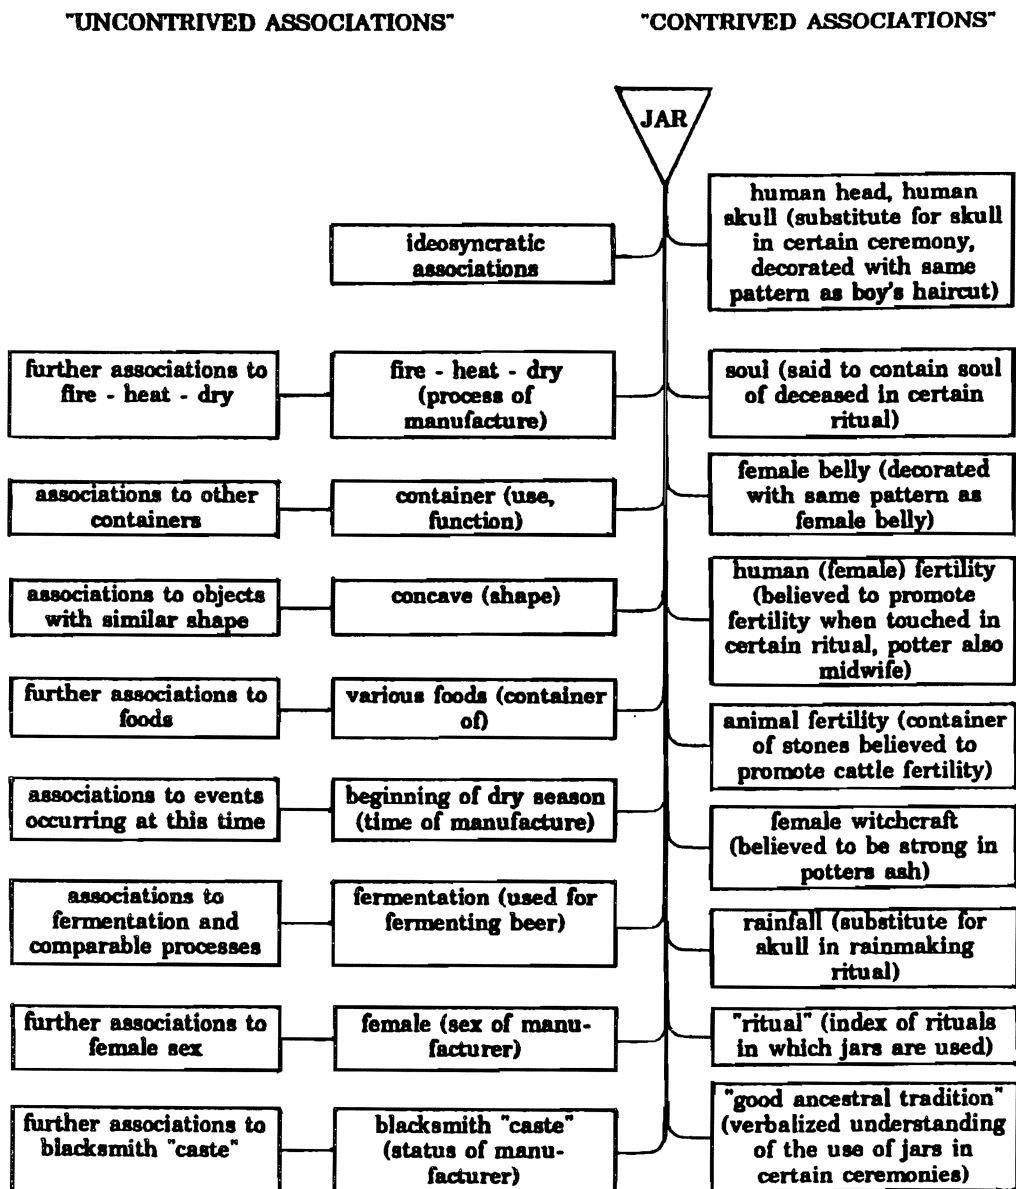 "UNCONTRIVED ASSOCIATIONS"
"CONTRIVED ASSOCIATIONS"
JAR
ideosyncratic
associations
human head, human
skull (substitute for skull
in certain ceremony,
decorated with same
pattern as boy's haircut)
further associations to
fire - heat - dry
fire - heat - dry
(process of
manufacture)
soul (said to contain soul
of deceased in certain
ritual)
associations to other
containers
container (use,
function)
female belly (decorated
with same pattern as
female belly)
associations to objects
with similar shape
concave (shape)
human (female) fertility
(believed to promote
fertility when touched in
certain ritual, potter also
midwife)
further associations to
foods
various foods (container
of)
animal fertility (container
of stones believed to
promote cattle fertility)
associations to events
occurring at this time
beginning of dry season
(time of manufacture)
female witchcraft
(believed to be strong in
potters ash)
associations to
fermentation and
comparable processes
fermentation (used for
fermenting beer)
rainfall (substitute for
skull in rainmaking
ritual)
further associations to
female sex
female (sex of manu-
facturer)
"ritual" (index of rituals
in which jars are used)
further associations to
blacksmith "caste"
blacksmith "caste"
(status of manu-
facturer)
"good ancestral tradition"
(verbalized understanding
of the use of jars in
certain ceremonies)